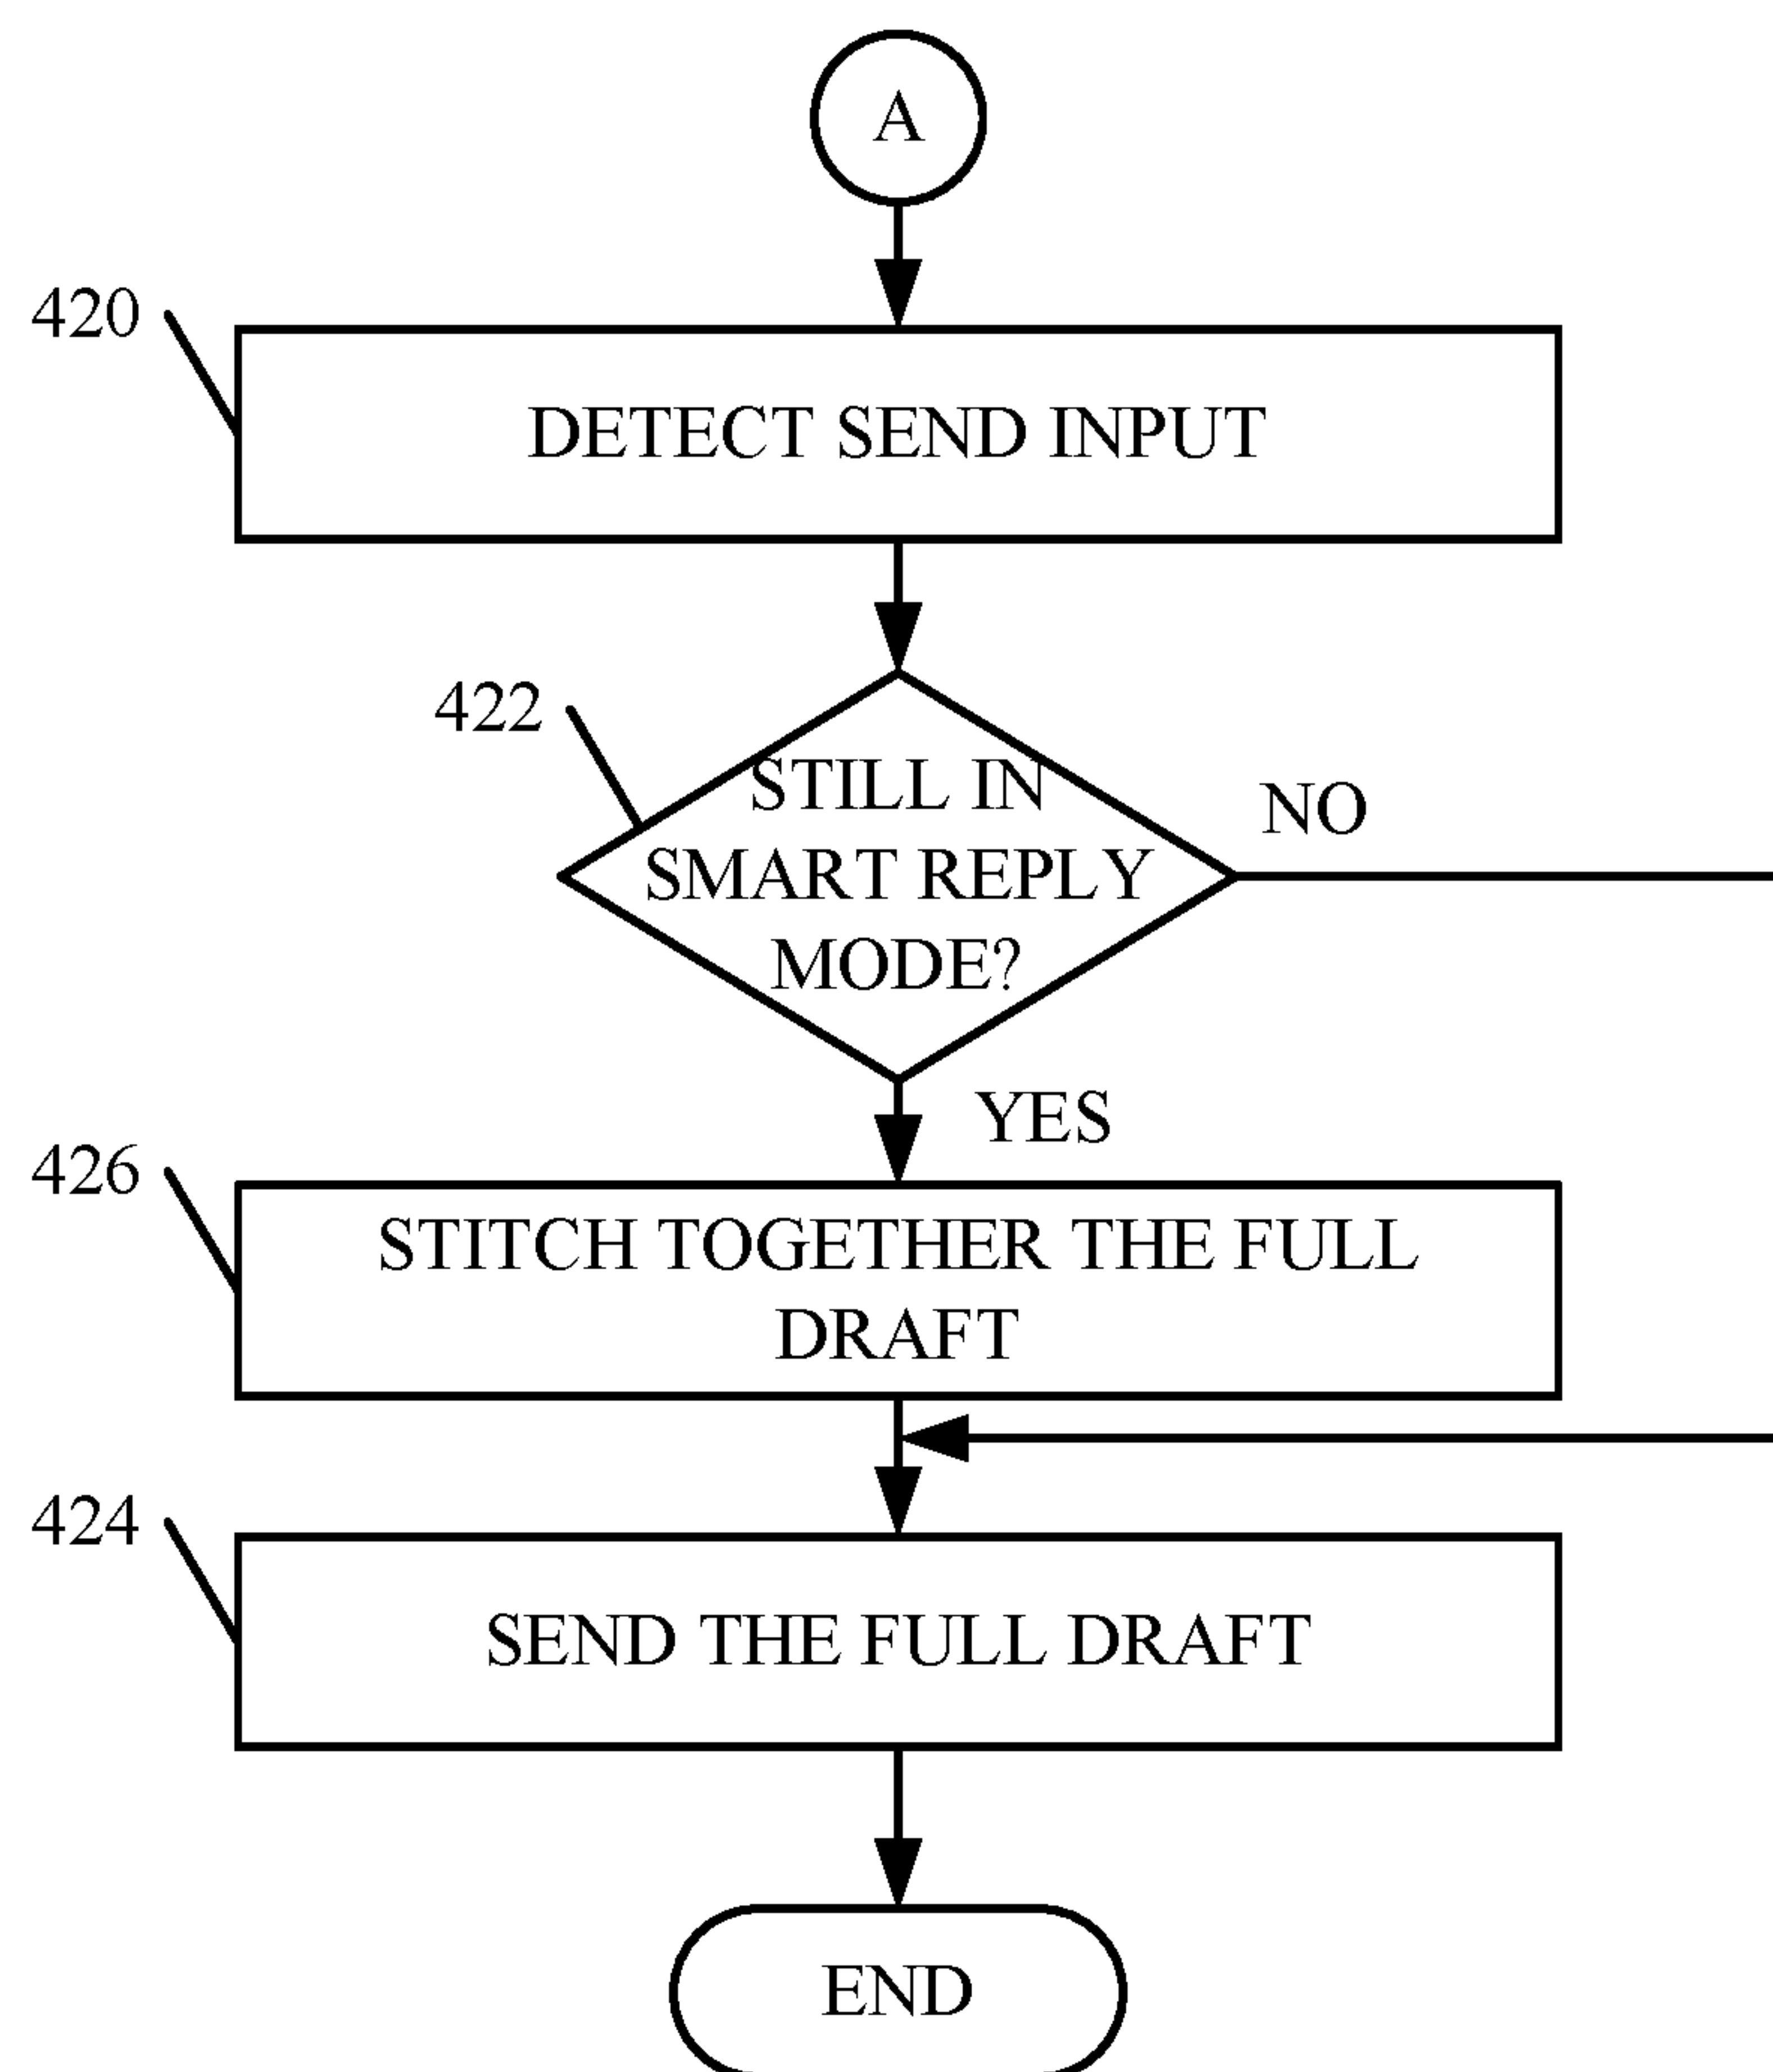 A
420
DETECT SEND INPUT
422
STILL IN
SMART REPLY
MODE?
NO
YES
426
STITCH TOGETHER THE FULL
DRAFT
424
SEND THE FULL DRAFT
END